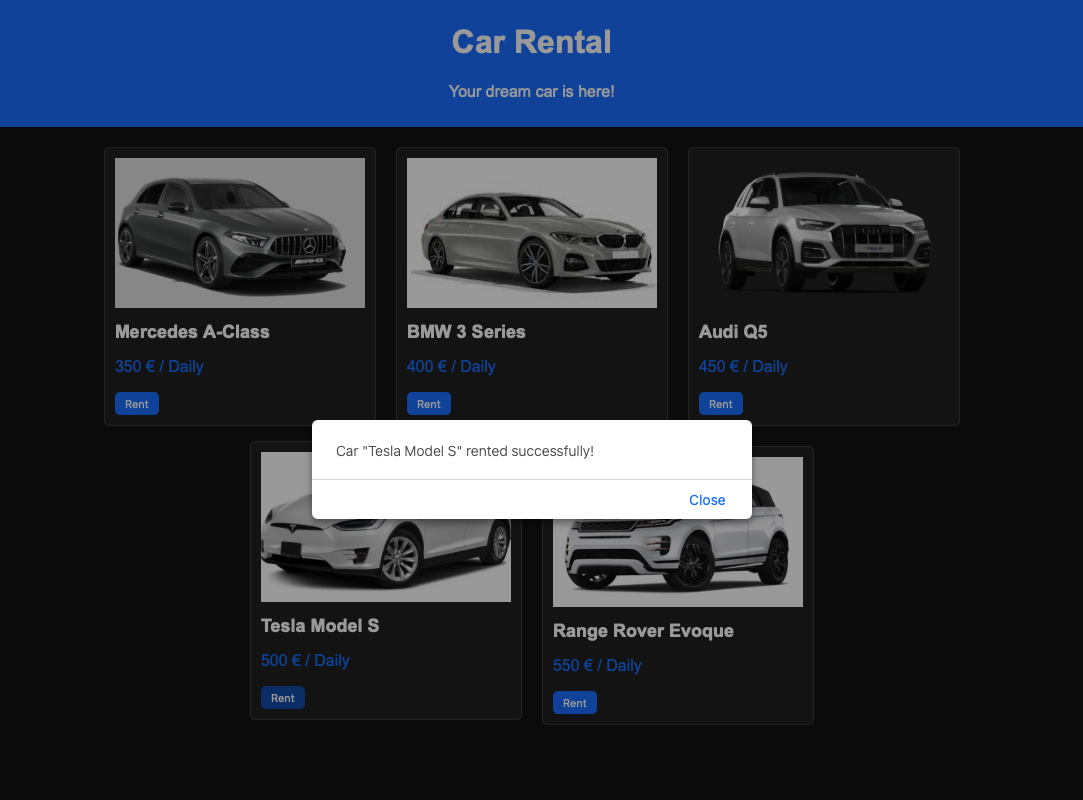 Car Rental
Your dream car is here!
Mercedes A-Class
350 € / Daily
Rent
BMW 3 Series
400 € / Daily
Rent
Audi Q5
450 € / Daily
Rent
Car "Tesla Model S" rented successfully!
Close
Tesla Model S
500 € / Daily
Rent
Range Rover Evoque
550 € / Daily
Rent